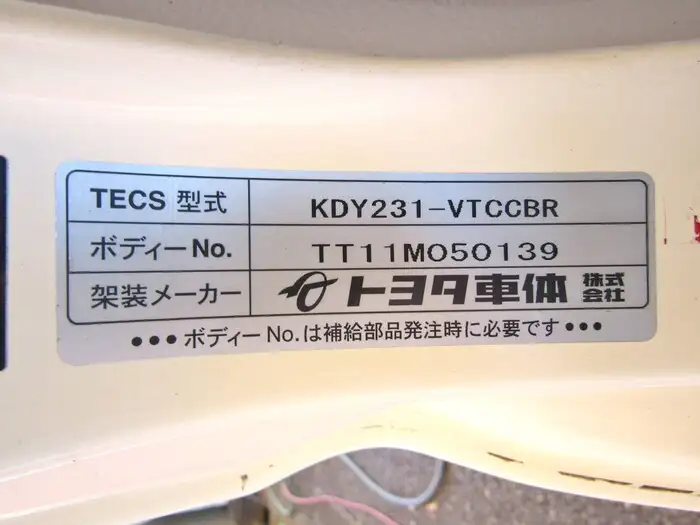 TECS 型式 KDY231-VTCCBR
ボディーNo. TT11M050139
架装メーカー トヨタ車体 株式会社
•••ボディーNo.は補給部品発注時に必要です•••